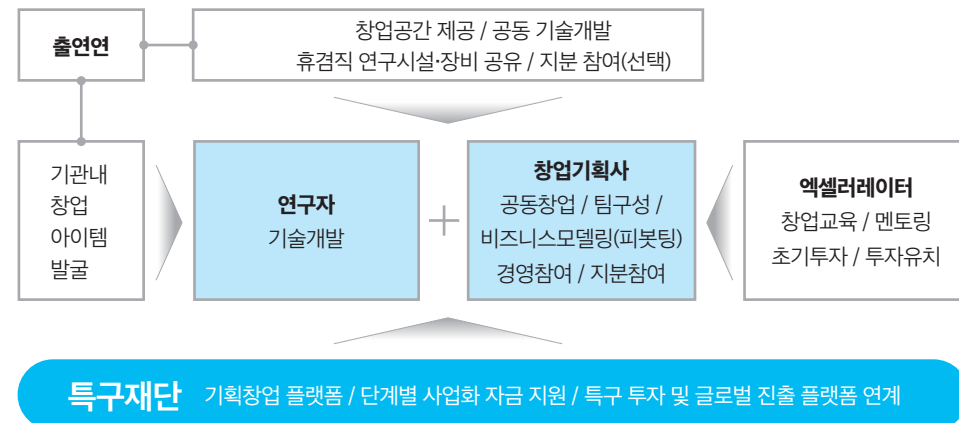 출연연
창업공간 제공 / 공동 기술개발
휴겸직 연구시설·장비 공유 / 지분 참여(선택)
기관내
창업
아이템
발굴
연구자
기술개발
+
창업기획사
공동창업 / 팀구성 /
비즈니스모델링(피봇팅)
경영참여 / 지분참여
엑셀러레이터
창업교육 / 멘토링
초기투자 / 투자유치
특구재단 기획창업 플랫폼 / 단계별 사업화 자금 지원 / 특구 투자 및 글로벌 진출 플랫폼 연계